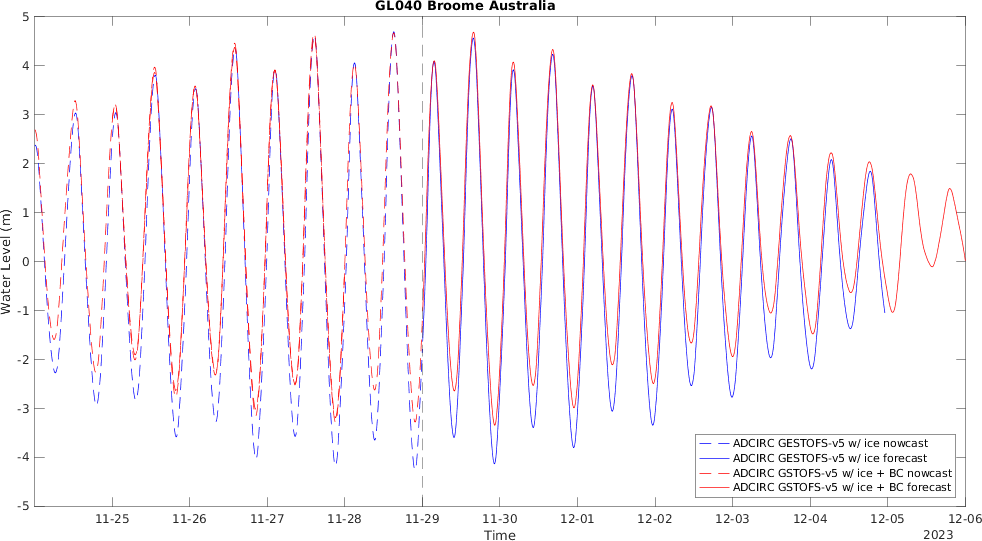 GL040 Broome Australia
5
4
3
2
1
0
-1
-2
-3
-4
-5
Water Level (m)
ADCIRC GESTOFS-v5 w/ ice nowcast
ADCIRC GESTOFS-v5 w/ ice forecast
ADCIRC GSTOFS-v5 w/ ice + BC nowcast
ADCIRC GSTOFS-v5 w/ ice + BC forecast
11-25 11-26 11-27 11-28 11-29 11-30 12-01 12-02 12-03 12-04 12-05 12-06
Time
2023